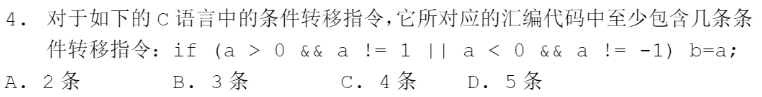 4. 对于如下的 C 语言中的条件转移指令,它所对应的汇编代码中至少包含几条条
件转移指令: if (a > 0 && a != 1 || a < 0 && a != -1) b=a;
A. 2 条 B. 3 条 C. 4 条 D. 5 条